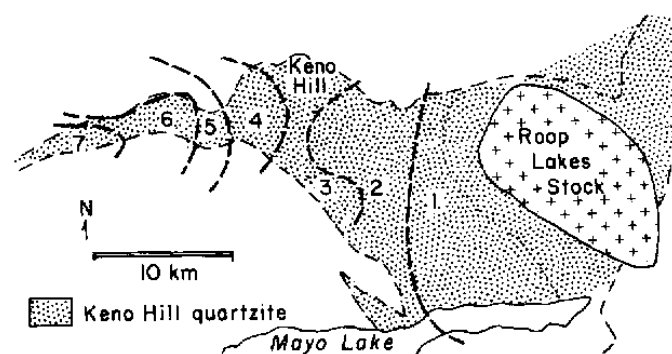 Keno
Hill
Roop
Lakes
Stock
6
5
4
7
3
2
1
N
10 km
Keno Hill quartzite
Mayo Lake